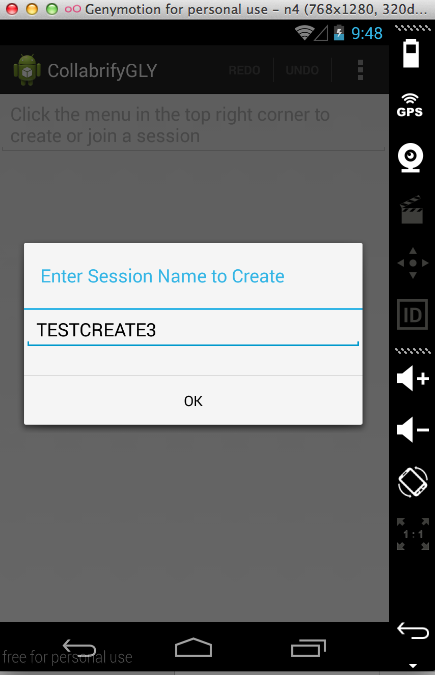 Genymotion for personal use - n4 (768x1280, 320d...
9:48
CollabrifyGLY
REDO
UNDO
Click the menu in the top right corner to
create or join a session
GPS
Enter Session Name to Create
TESTCREATE3
OK
ID
1:1
free for personal use